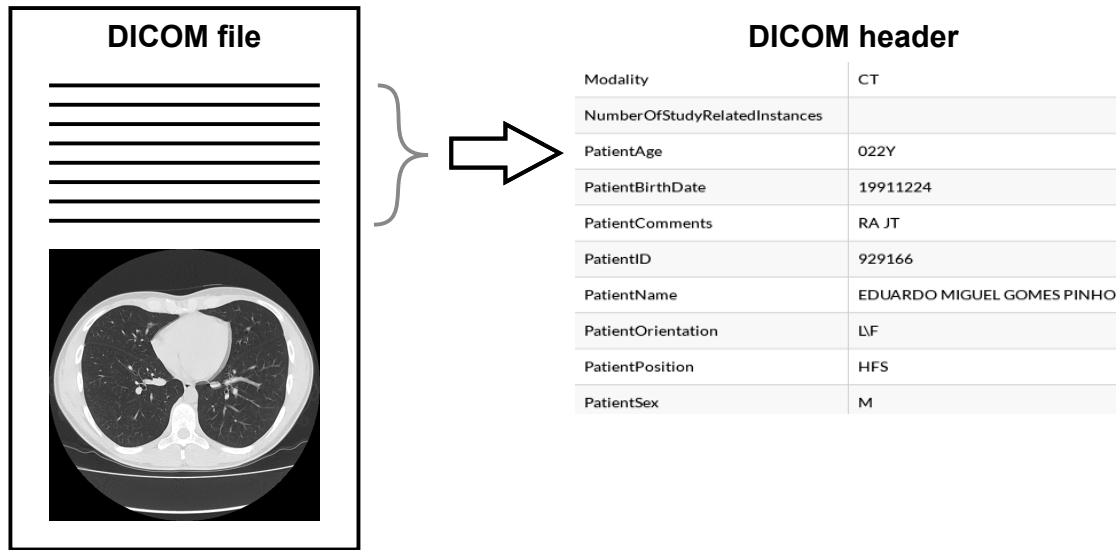 DICOM file
DICOM header
Modality CT
NumberOfStudyRelatedInstances
PatientAge 022Y
PatientBirthDate 19911224
PatientComments RA JT
PatientID 929166
PatientName EDUARDO MIGUEL GOMES PINHO
PatientOrientation L\F
PatientPosition HFS
PatientSex M